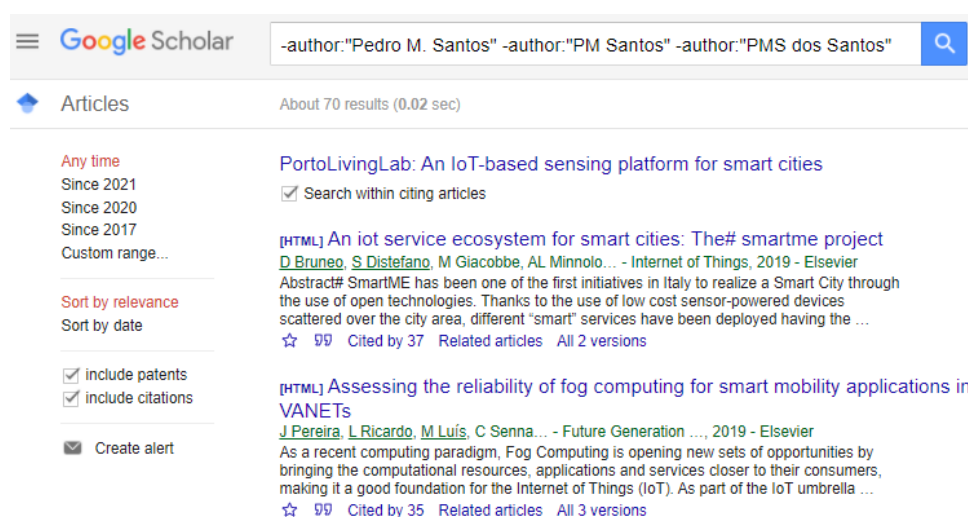 Google Scholar
-author:"Pedro M. Santos" -author:"PM Santos" -author:"PMS dos Santos"
Articles
About 70 results (0.02 sec)
Any time
Since 2021
Since 2020
Since 2017
Custom range...
Sort by relevance
Sort by date
include patents
include citations
Create alert
PortoLivingLab: An IoT-based sensing platform for smart cities
Search within citing articles
[HTML] An iot service ecosystem for smart cities: The# smartme project
D Bruneo, S Distefano, M Giacobbe, AL Minnolo... - Internet of Things, 2019 - Elsevier
Abstract# SmartME has been one of the first initiatives in Italy to realize a Smart City through
the use of open technologies. Thanks to the use of low cost sensor-powered devices
scattered over the city area, different “smart” services have been deployed having the ...
Cited by 37 Related articles All 2 versions
[HTML] Assessing the reliability of fog computing for smart mobility applications in
VANETs
J Pereira, L Ricardo, M Luís, C Senna... - Future Generation ..., 2019 - Elsevier
As a recent computing paradigm, Fog Computing is opening new sets of opportunities by
bringing the computational resources, applications and services closer to their consumers,
making it a good foundation for the Internet of Things (IoT). As part of the IoT umbrella ...
Cited by 35 Related articles All 3 versions